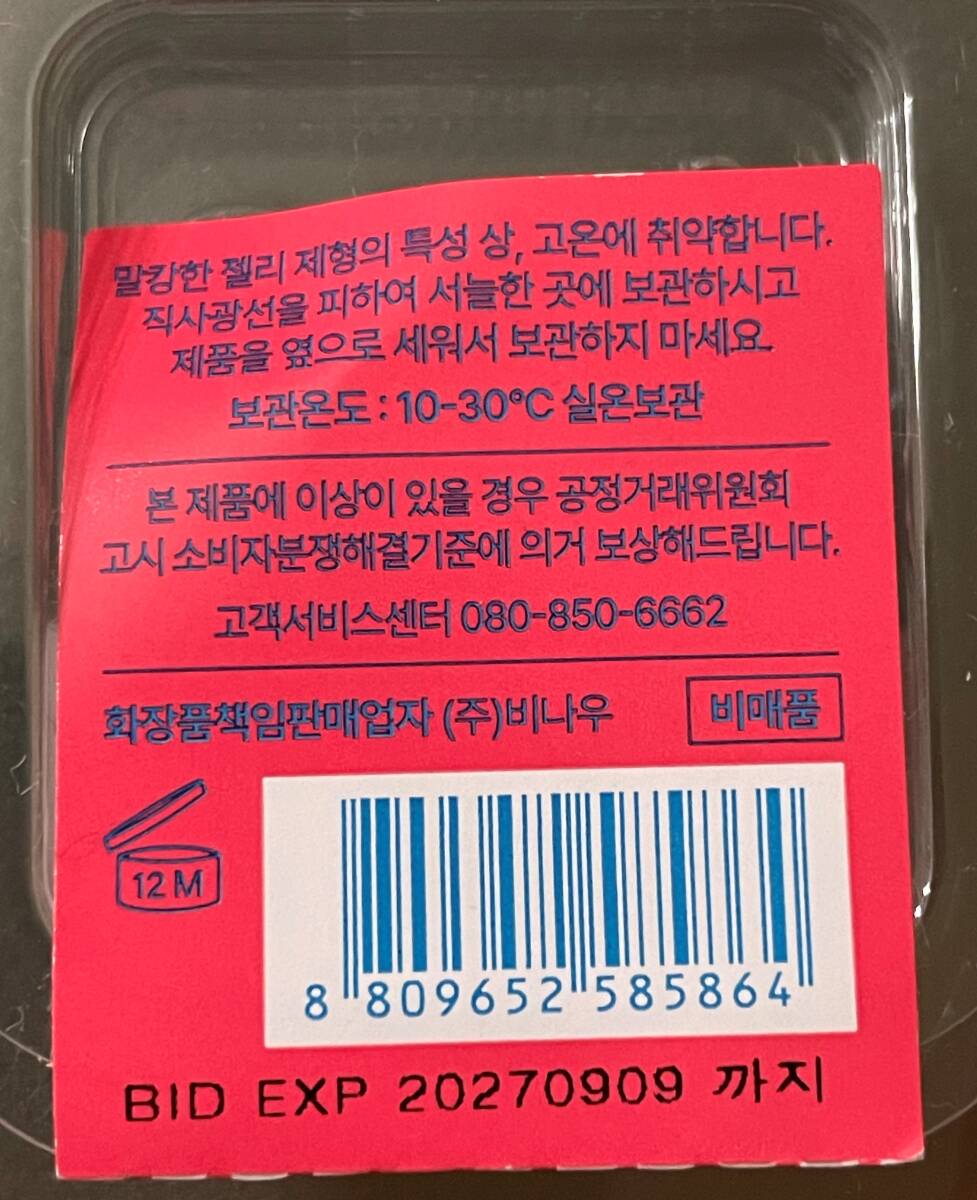 말캉한 젤리 제형의 특성 상, 고온에 취약합니다.
직사광선을 피하여 서늘한 곳에 보관하시고
제품을 옆으로 세워서 보관하지 마세요.
보관온도 : 10-30°C 실온보관
본 제품에 이상이 있을 경우 공정거래위원회
고시 소비자분쟁해결기준에 의거 보상해드립니다.
고객서비스센터 080-850-6662
화장품책임판매업자 (주)비나우
비매품
12 M
8 809652 585864
BID EXP 20270909 까지